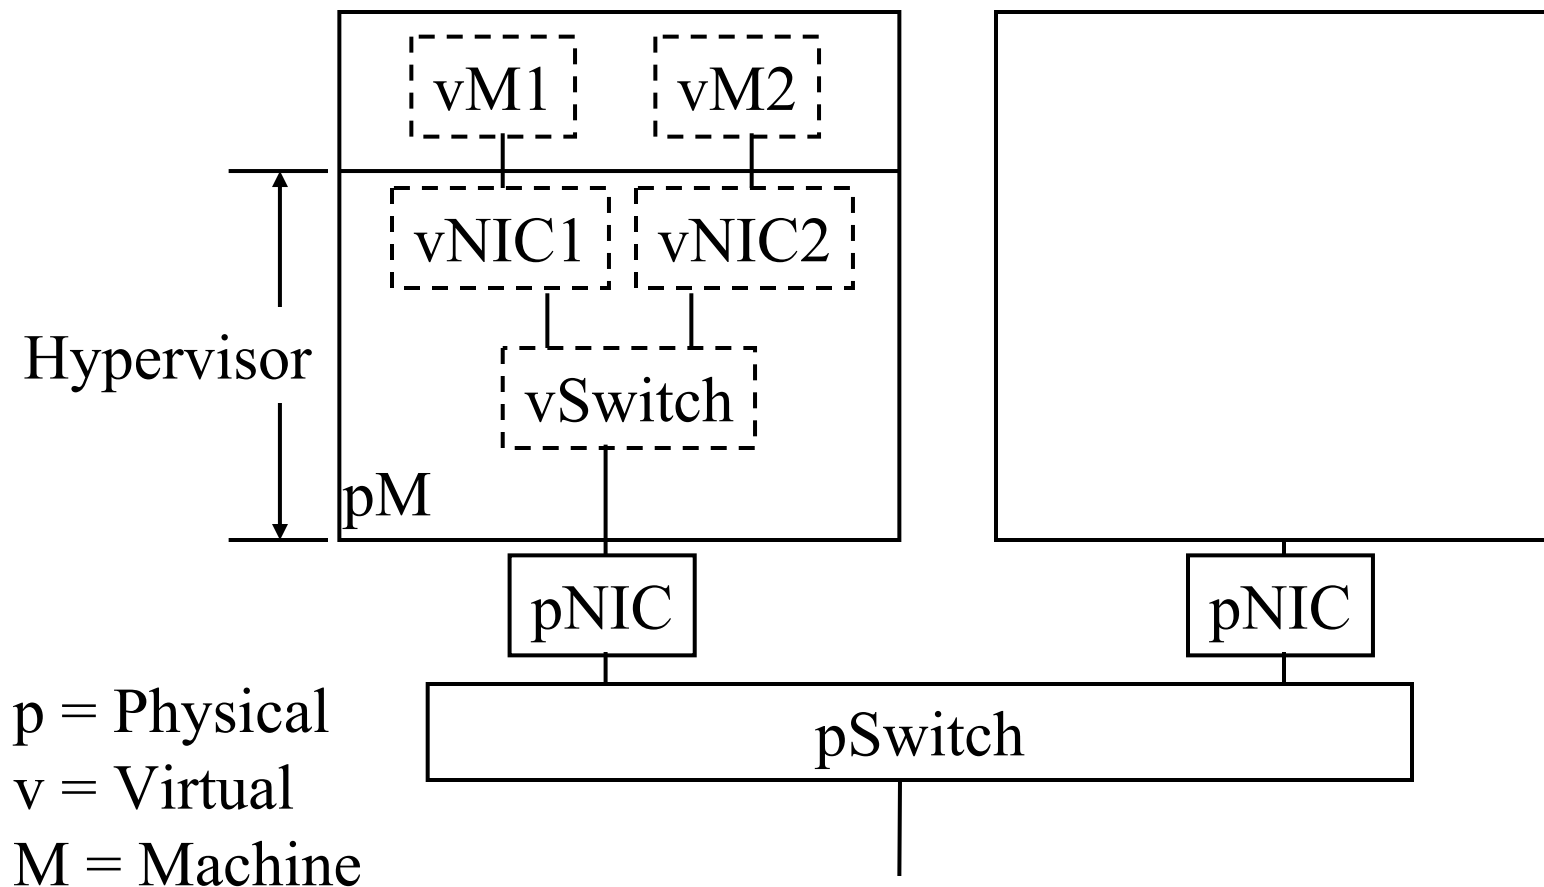 vM1 vM2
vNIC1 vNIC2
Hypervisor
vSwitch
pM
pNIC pNIC
pSwitch
p = Physical
v = Virtual
M = Machine